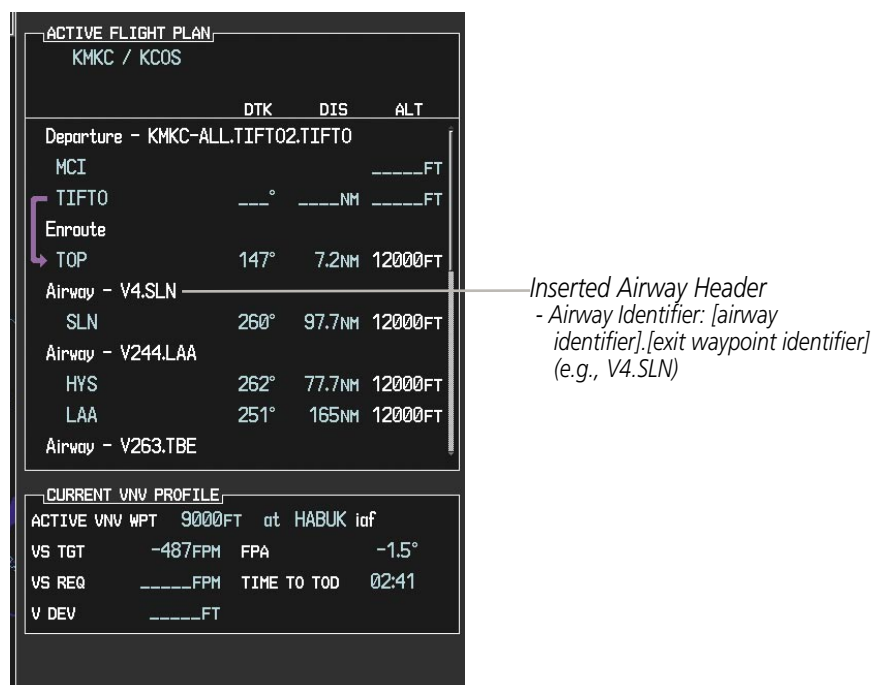 ACTIVE FLIGHT PLAN
KMKC / KCOS
DTK DIS ALT
Departure - KMKC-ALL.TIFTO2.TIFTO
MCI _____FT
TIFTO ___° ____NM _____FT
Enroute
TOP 147° 7.2NM 12000FT
Airway - V4.SLN
SLN 260° 97.7NM 12000FT
Airway - V244.LAA
HYS 262° 77.7NM 12000FT
LAA 251° 165NM 12000FT
Airway - V263.TBE
CURRENT VNV PROFILE
ACTIVE VNV WPT 9000FT at HABUK iaf
VS TGT -487FPM FPA -1.5°
VS REQ _____FPM TIME TO TOD 02:41
V DEV _____FT
Inserted Airway Header
- Airway Identifier: [airway
identifier].[exit waypoint identifier]
(e.g., V4.SLN)